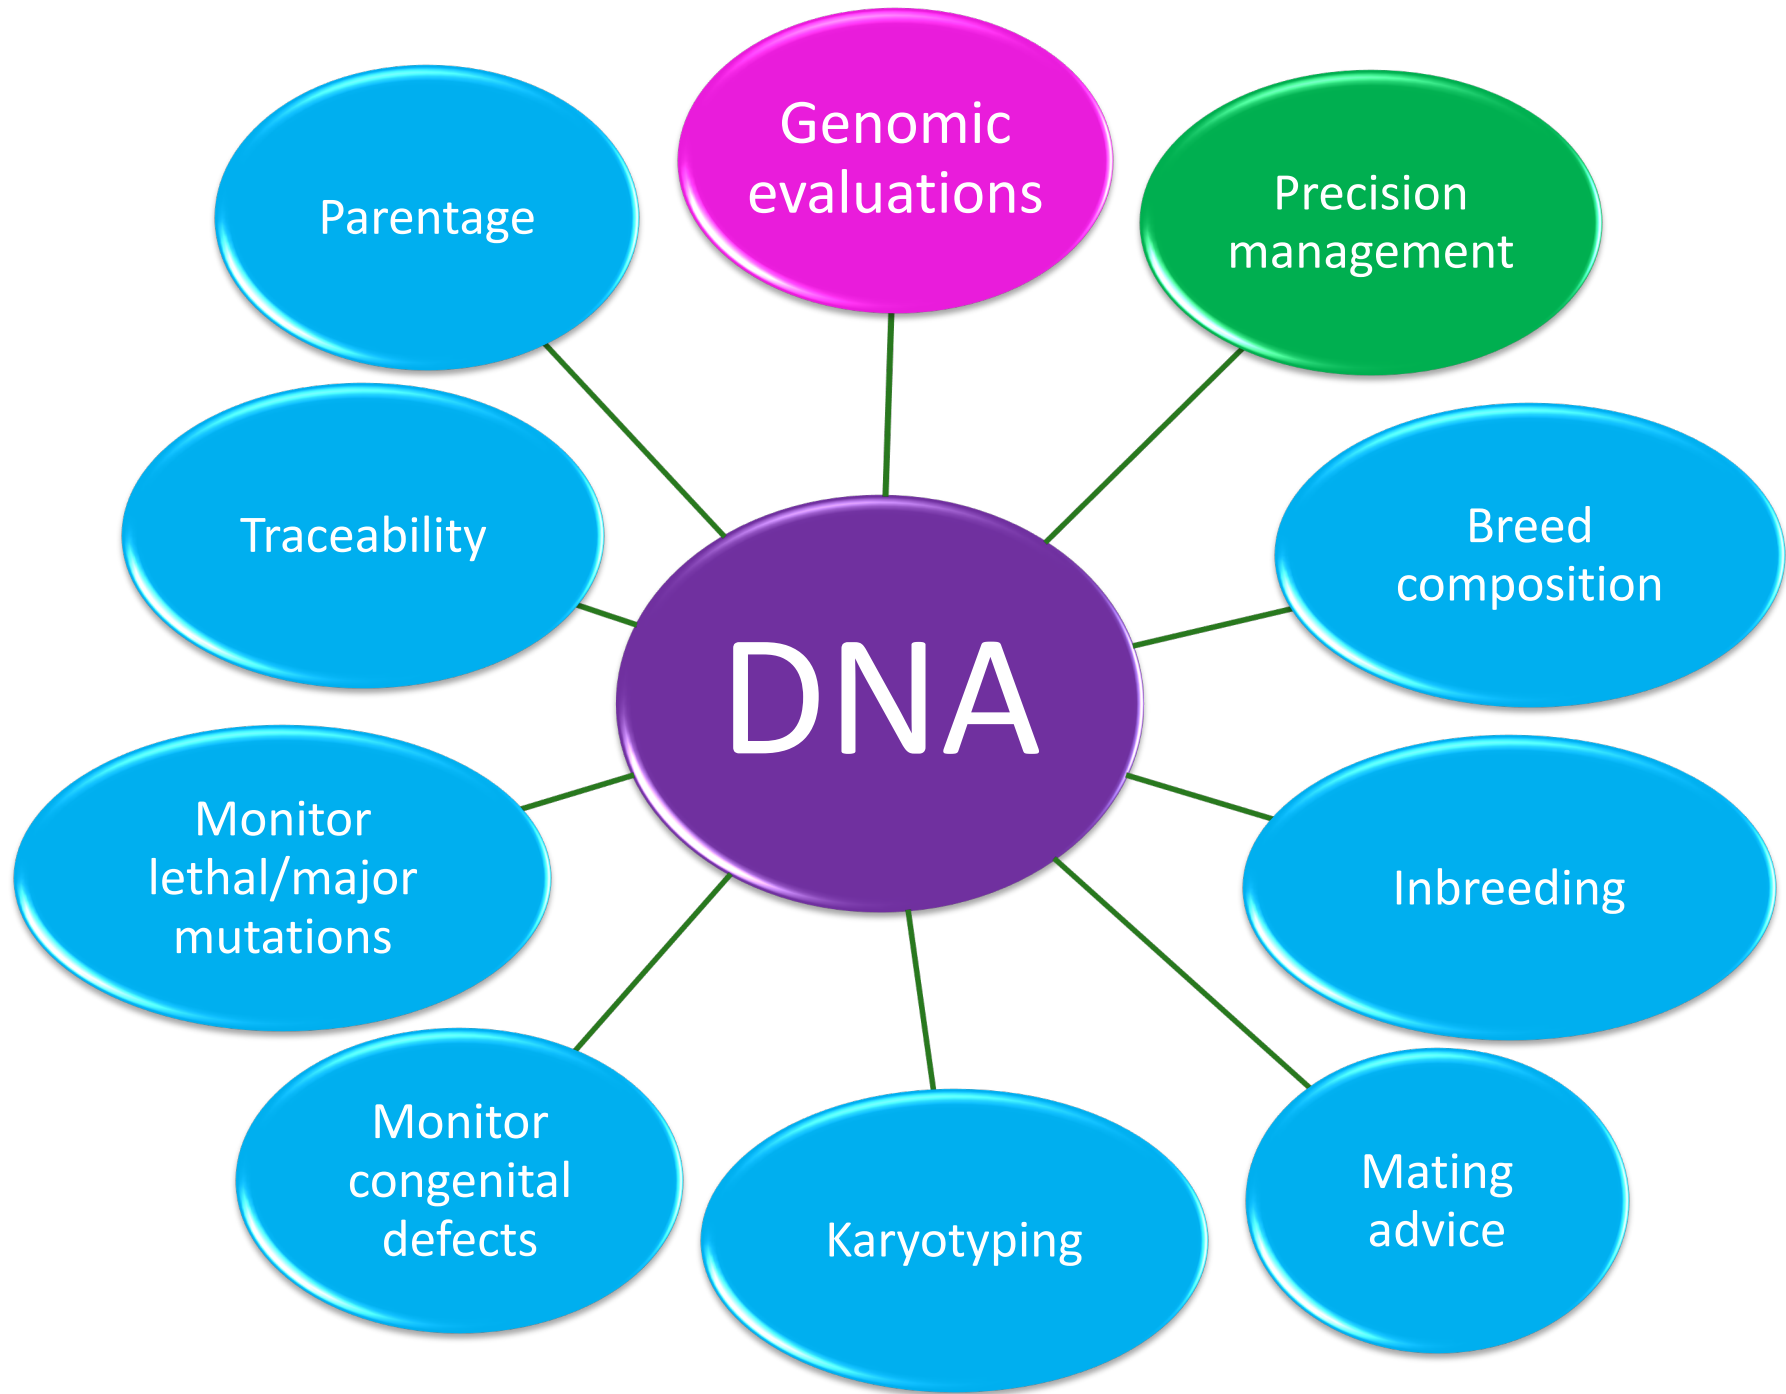 Genomic
evaluations
Parentage
Precision
management
Traceability
Breed
composition
DNA
Monitor
lethal/major
mutations
Inbreeding
Monitor
congenital
defects
Karyotyping
Mating
advice